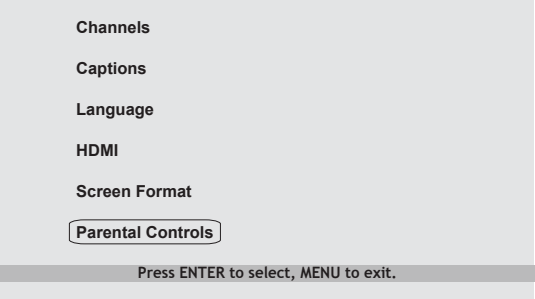 Channels
Captions
Language
HDMI
Screen Format
Parental Controls
Press ENTER to select, MENU to exit.